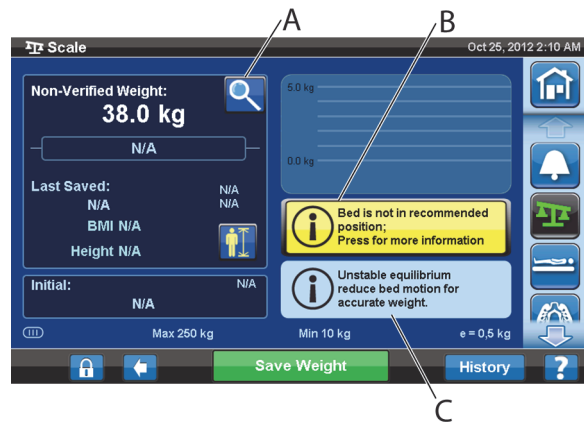 A
B
Scale
Oct 25, 2012 2:10 AM
Non-Verified Weight:
38.0 kg
N/A
Last Saved:
N/A
N/A
N/A
BMI N/A
Height N/A
Initial:
N/A
N/A
5.0 kg
0.0 kg
Bed is not in recommended
position;
Press for more information
Unstable equilibrium
reduce bed motion for
accurate weight.
Max 250 kg
Min 10 kg
e = 0,5 kg
Save Weight
History
?
C